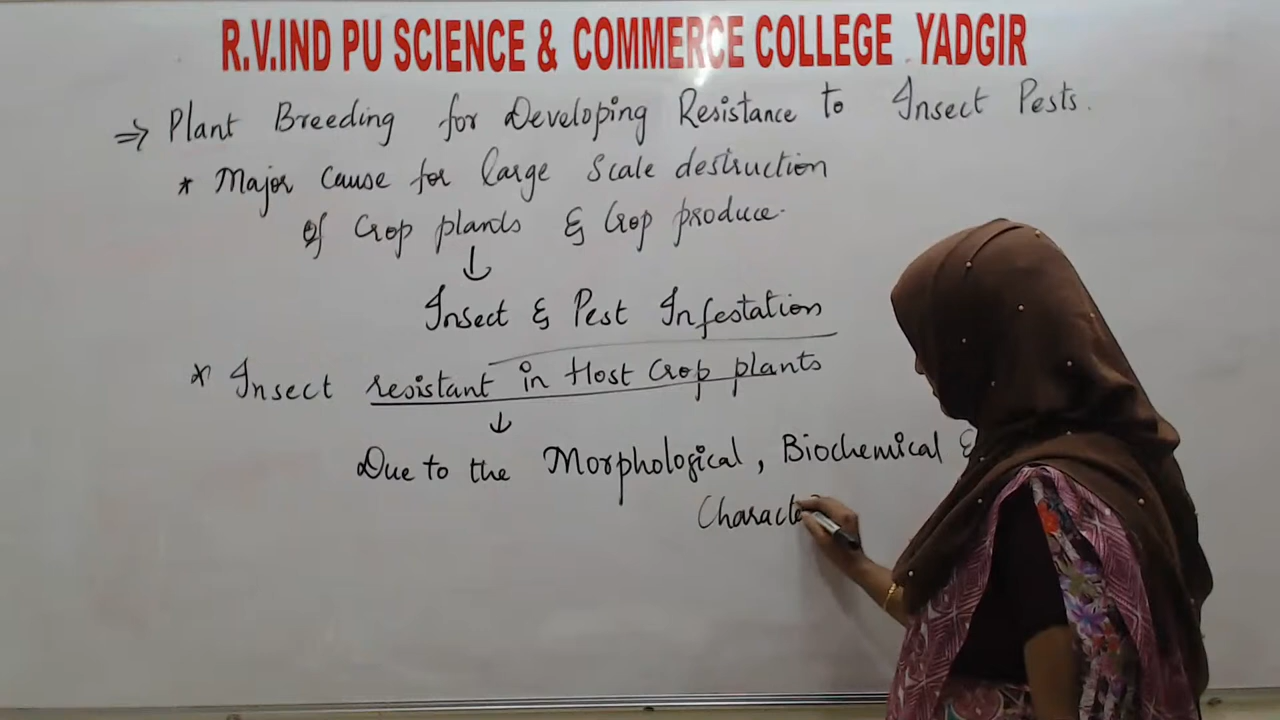 R.V.IND PU SCIENCE & COMMERCE COLLEGE YADGIR
⇒ Plant Breeding for Developing Resistance to Insect Pests.
* Major cause for large scale destruction
of crop plants & crop produce.
↓
Insect & Pest Infestation
* Insect resistant in Host crop plants
↓
Due to the Morphological, Biochemical &